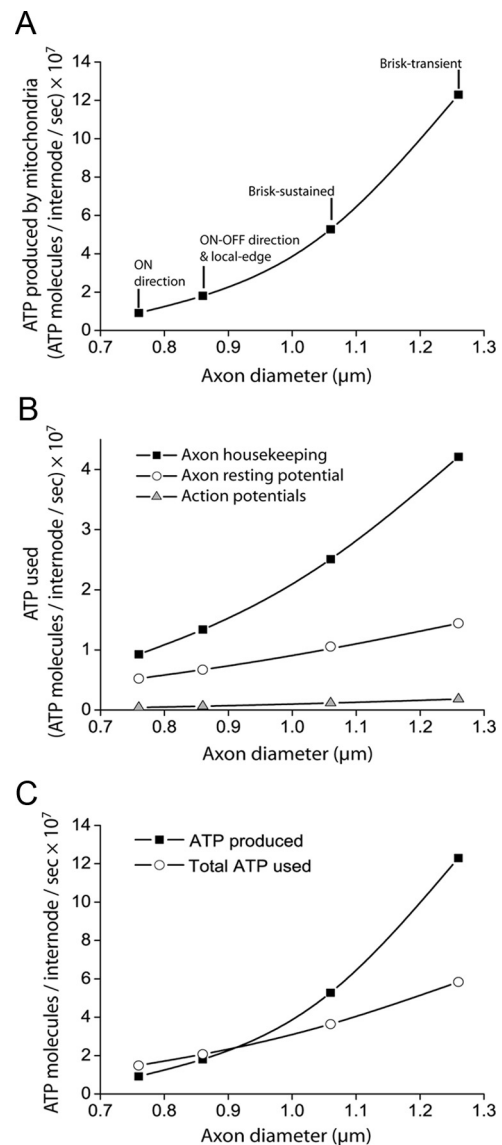 A
ATP produced by mitochondria
(ATP molecules / internode / sec) × 10⁷
14
12
10
8
6
4
2
0
Brisk-transient
Brisk-sustained
ON-OFF direction
& local-edge
ON
direction
0.7 0.8 0.9 1.0 1.1 1.2 1.3
Axon diameter (µm)
B
ATP used
(ATP molecules / internode / sec) × 10⁷
Axon housekeeping
Axon resting potential
Action potentials
4
3
2
1
0
0.7 0.8 0.9 1.0 1.1 1.2 1.3
Axon diameter (µm)
C
ATP molecules / internode / sec × 10⁷
14
12
10
8
6
4
2
0
ATP produced
Total ATP used
0.7 0.8 0.9 1.0 1.1 1.2 1.3
Axon diameter (µm)